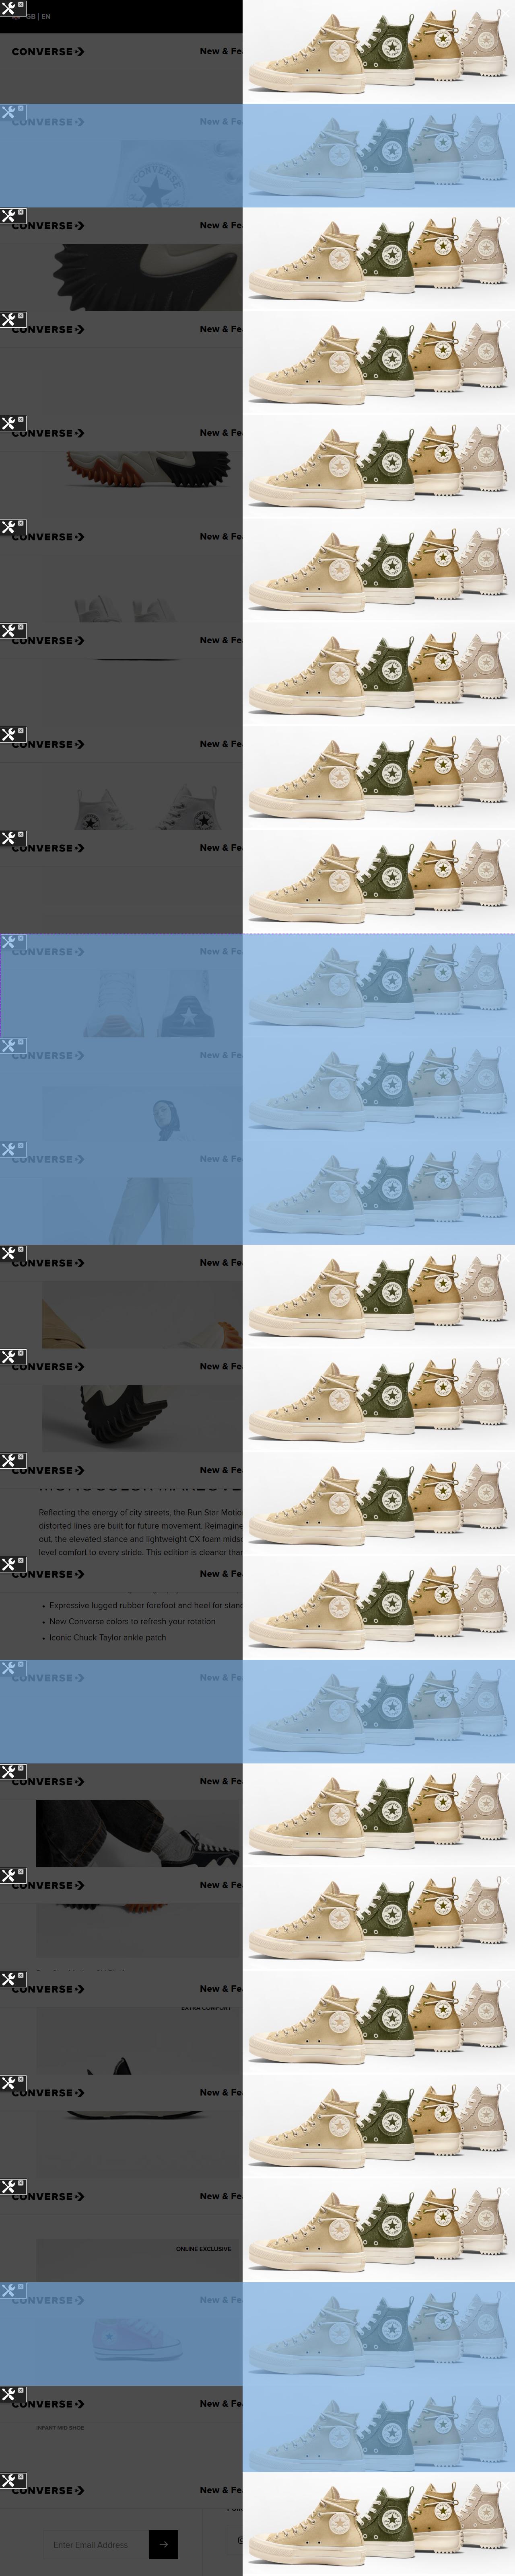 GB | EN
CONVERSE
New & Fe
CONVERSE
New & Fe
CONVERSE
CONVERSE
New & Fe
CONVERSE
New & Fe
CONVERSE
New & Fe
CONVERSE
New & Fe
CONVERSE
New & Fe
CONVERSE
New & Fe
CONVERSE
New & Fe
CONVERSE
New & Fe
CONVERSE
New & Fe
CONVERSE
New & Fe
CONVERSE
New & Fe
CONVERSE
New & Fe
CONVERSE
New & Fe
Reflecting the energy of city streets, the Run Star Motio
distorted lines are built for future movement. Reimagine
out, the elevated stance and lightweight CX foam mids
level comfort to every stride. This edition is cleaner than
CONVERSE
New & Fe
• Expressive lugged rubber forefoot and heel for stand
• New Converse colors to refresh your rotation
• Iconic Chuck Taylor ankle patch
CONVERSE
New & Fe
CONVERSE
New & Fe
CONVERSE
New & Fe
CONVERSE
New & Fe
EXTRA COMFORT
CONVERSE
New & Fe
CONVERSE
New & Fe
ONLINE EXCLUSIVE
CONVERSE
New & Fe
CONVERSE
New & Fe
INFANT BED SHOE
CONVERSE
New & Fe
Enter Email Address